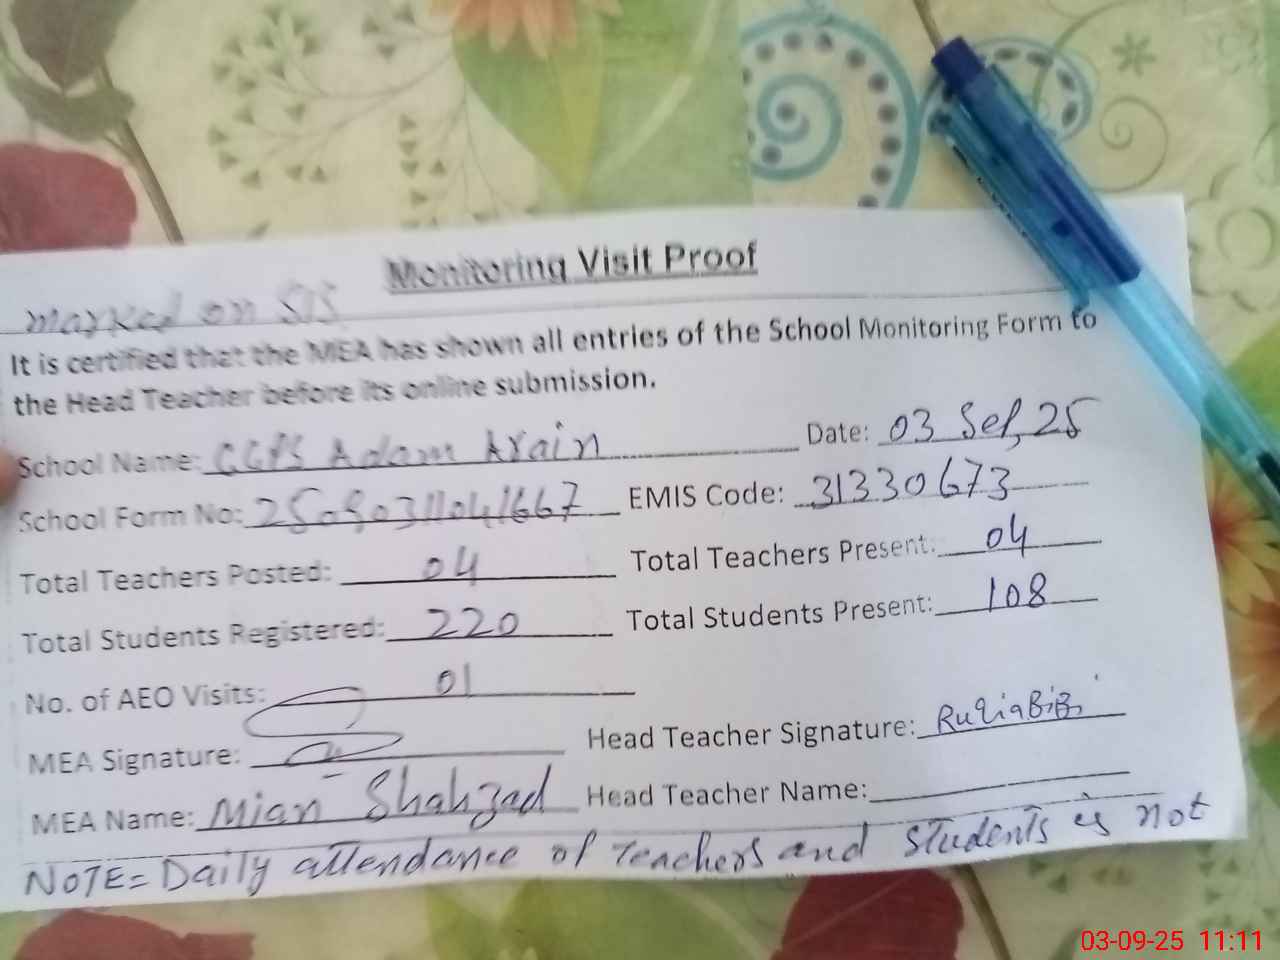 Monitoring Visit Proof
marked on SIS
It is certified that the MEA has shown all entries of the School Monitoring Form to
the Head Teacher before its online submission.
School Name: GGPS Adam Arain Date: 03 Sep, 25
School Form No: EMIS Code: 31330673
Total Teachers Posted: 04 Total Teachers Present: 04
Total Students Registered: 220 Total Students Present: 108
No. of AEO Visits: 01
MEA Signature: Head Teacher Signature: Ruqia BiBi
MEA Name: Mian Shahzad Head Teacher Name:
NOTE= Daily attendance of Teachers and students is not
03-09-25 11:11